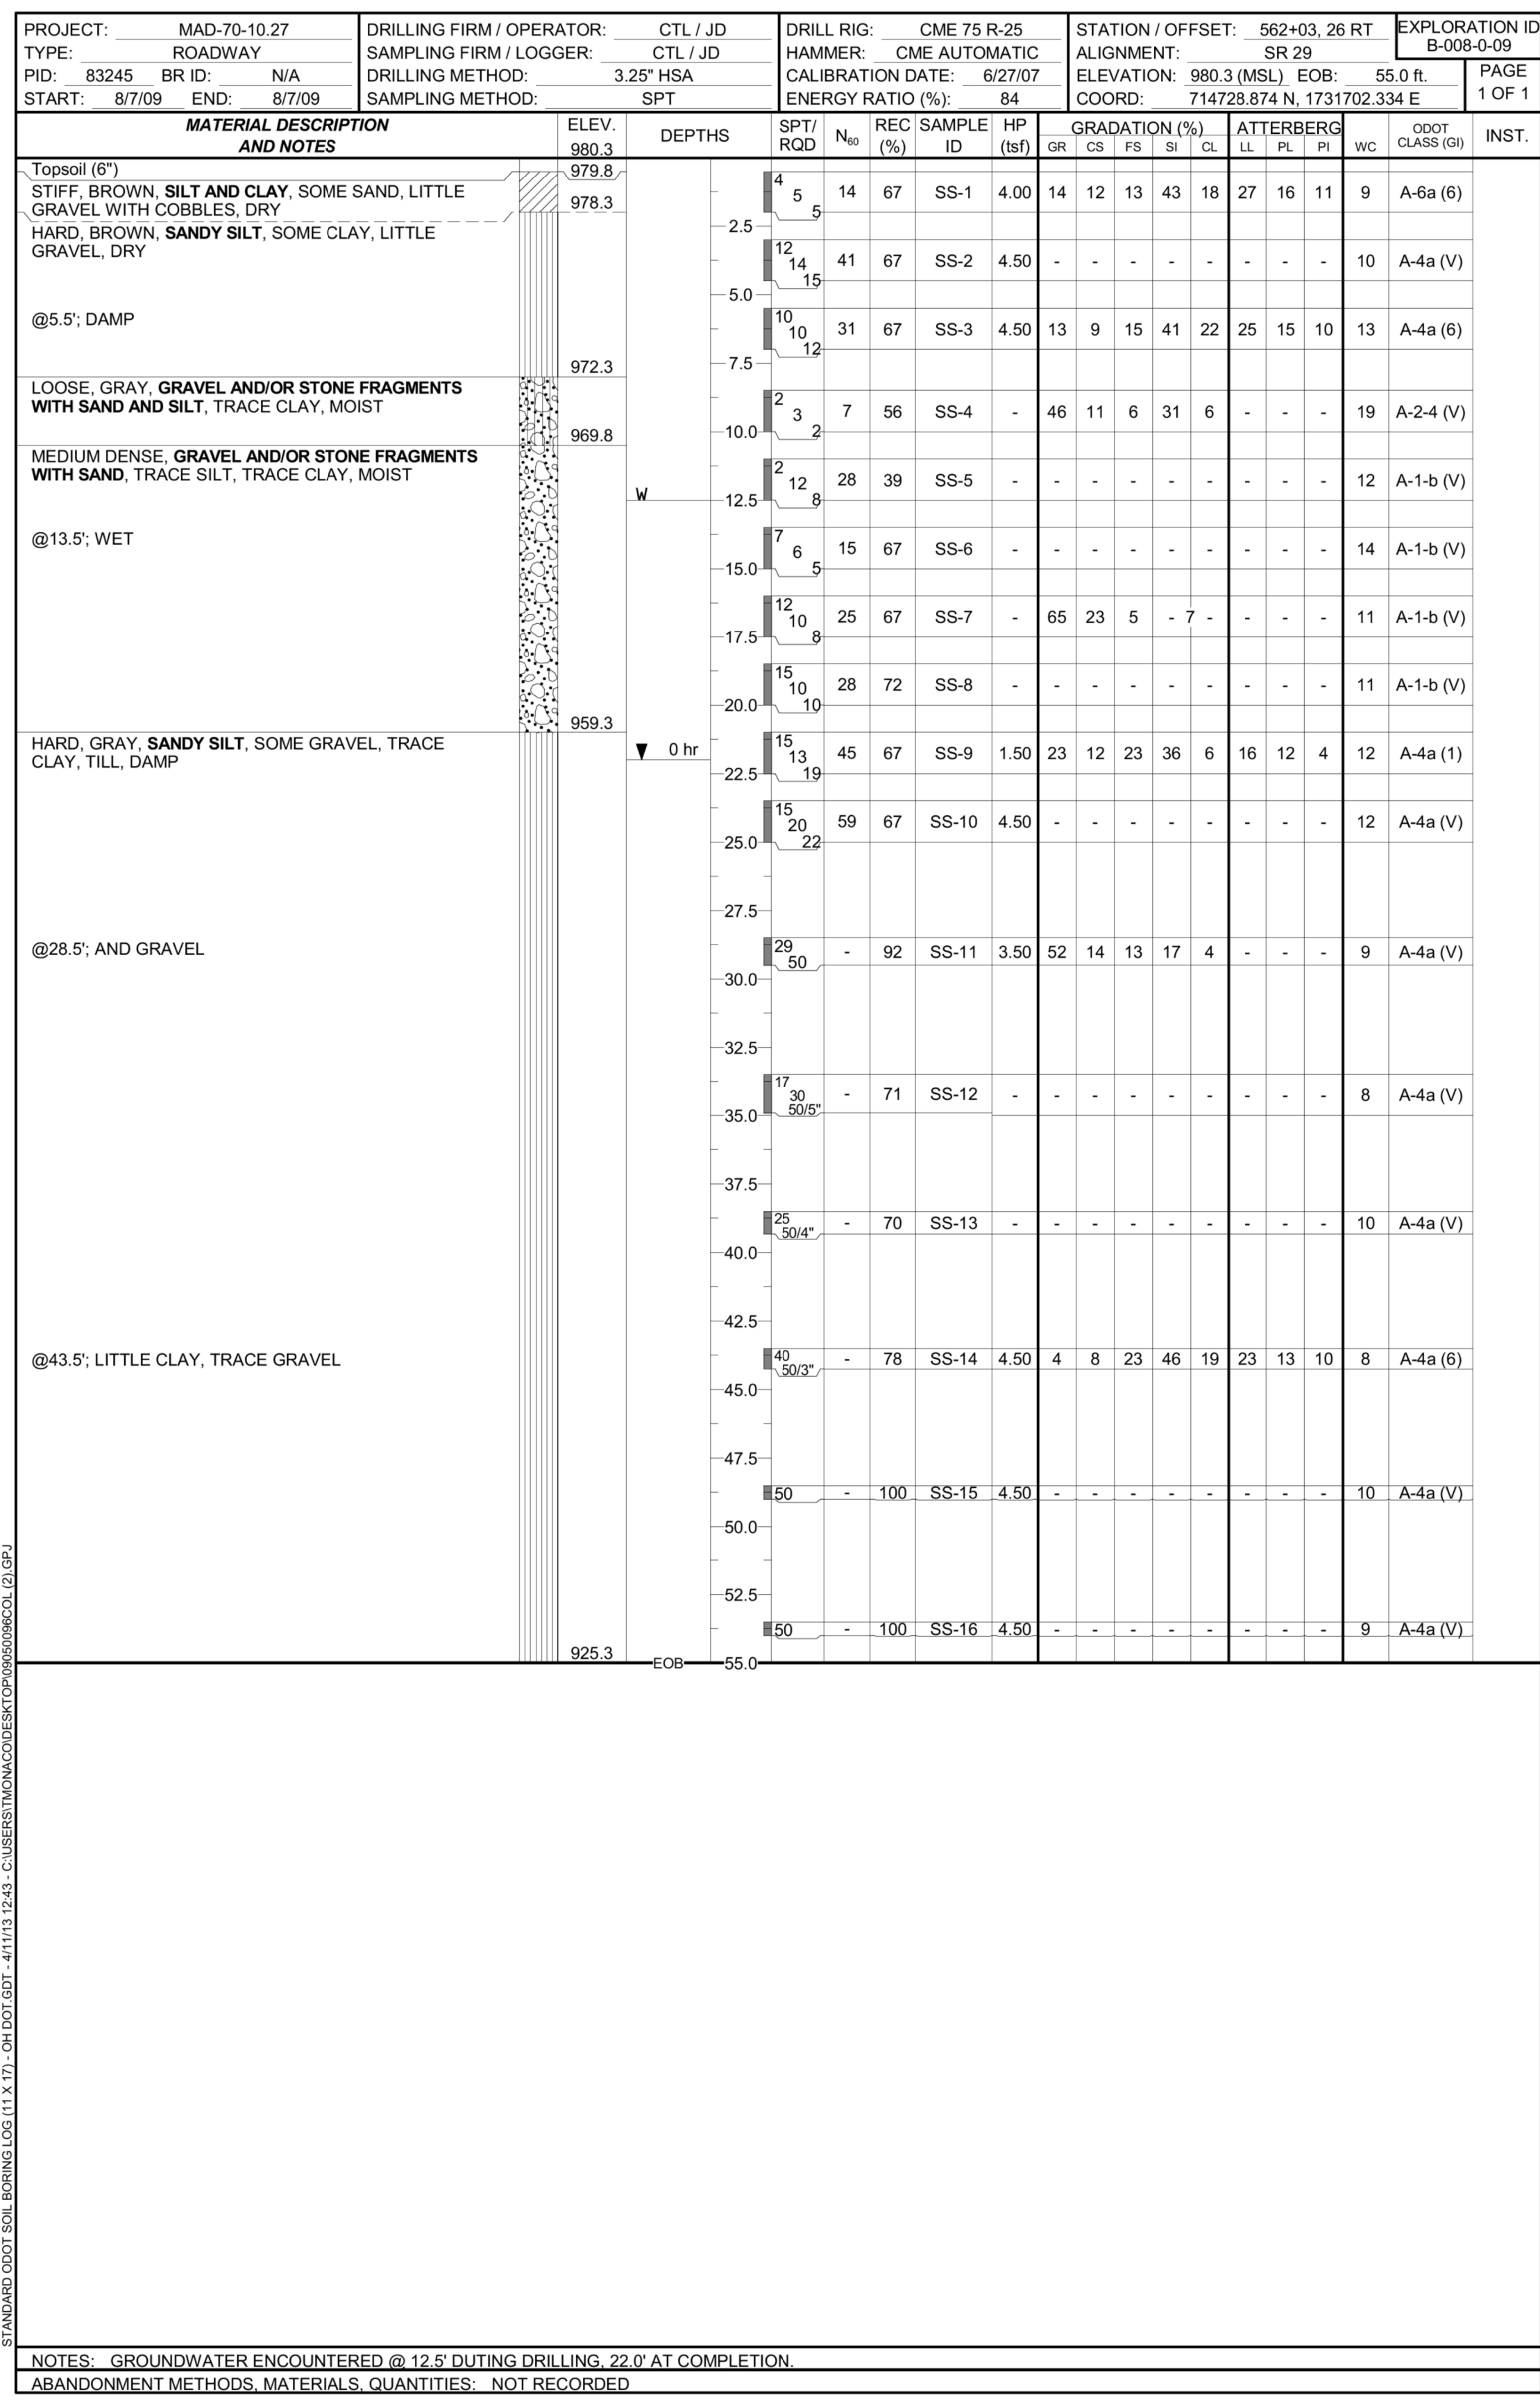 PROJECT: MAD-70-10.27 DRILLING FIRM / OPERATOR: CTL / JD DRILL RIG: CME 75 R-25 STATION / OFFSET: 562+03, 26 RT EXPLORATION ID
TYPE: ROADWAY SAMPLING FIRM / LOGGER: CTL / JD HAMMER: CME AUTOMATIC ALIGNMENT: SR 29 B-008-0-09
PID: 83245 BR ID: N/A DRILLING METHOD: 3.25" HSA CALIBRATION DATE: 6/27/07 ELEVATION: 980.3 (MSL) EOB: 55.0 ft. PAGE
START: 8/7/09 END: 8/7/09 SAMPLING METHOD: SPT ENERGY RATIO (%): 84 COORD: 714728.874 N, 1731702.334 E 1 OF 1
MATERIAL DESCRIPTION ELEV. DEPTHS SPT/ N60 REC SAMPLE HP GRADATION (%) ATTERBERG ODOT INST.
AND NOTES 980.3 RQD (%) ID (tsf) GR CS FS SI CL LL PL PI WC CLASS (GI)
Topsoil (6") 979.8
STIFF, BROWN, SILT AND CLAY, SOME SAND, LITTLE 4 5 5 14 67 SS-1 4.00 14 12 13 43 18 27 16 11 9 A-6a (6)
GRAVEL WITH COBBLES, DRY 978.3
2.5
HARD, BROWN, SANDY SILT, SOME CLAY, LITTLE
GRAVEL, DRY 12 14 15 41 67 SS-2 4.50 - - - - - - - - 10 A-4a (V)
5.0
@5.5'; DAMP 10 10 12 31 67 SS-3 4.50 13 9 15 41 22 25 15 10 13 A-4a (6)
972.3 7.5
LOOSE, GRAY, GRAVEL AND/OR STONE FRAGMENTS
WITH SAND AND SILT, TRACE CLAY, MOIST 2 3 2 7 56 SS-4 - 46 11 6 31 6 - - - 19 A-2-4 (V)
969.8 10.0
MEDIUM DENSE, GRAVEL AND/OR STONE FRAGMENTS
WITH SAND, TRACE SILT, TRACE CLAY, MOIST 2 12 8 28 39 SS-5 - - - - - - - - - 12 A-1-b (V)
W 12.5
@13.5'; WET 7 6 5 15 67 SS-6 - - - - - - - - - 14 A-1-b (V)
15.0
12 10 8 25 67 SS-7 - 65 23 5 - 7 - - - - 11 A-1-b (V)
17.5
15 10 10 28 72 SS-8 - - - - - - - - - 11 A-1-b (V)
20.0
959.3
HARD, GRAY, SANDY SILT, SOME GRAVEL, TRACE 0 hr 15 13 19 45 67 SS-9 1.50 23 12 23 36 6 16 12 4 12 A-4a (1)
CLAY, TILL, DAMP
22.5
15 20 22 59 67 SS-10 4.50 - - - - - - - - 12 A-4a (V)
25.0
27.5
@28.5'; AND GRAVEL 29 50 - 92 SS-11 3.50 52 14 13 17 4 - - - 9 A-4a (V)
30.0
32.5
17 30 50/5" - 71 SS-12 - - - - - - - - - 8 A-4a (V)
35.0
37.5
25 50/4" - 70 SS-13 - - - - - - - - - 10 A-4a (V)
40.0
42.5
@43.5'; LITTLE CLAY, TRACE GRAVEL 40 50/3" - 78 SS-14 4.50 4 8 23 46 19 23 13 10 8 A-4a (6)
45.0
47.5
50 - 100 SS-15 4.50 - - - - - - - - 10 A-4a (V)
50.0
52.5
50 - 100 SS-16 4.50 - - - - - - - - 9 A-4a (V)
925.3 EOB 55.0
STANDARD ODOT SOIL BORING LOG (11 X 17) - OH DOT.GDT - 4/11/13 12:43 - C:\USERS\TMONACO\DESKTOP\09050096COL (2).GPJ
NOTES: GROUNDWATER ENCOUNTERED @ 12.5' DUTING DRILLING, 22.0' AT COMPLETION.
ABANDONMENT METHODS, MATERIALS, QUANTITIES: NOT RECORDED